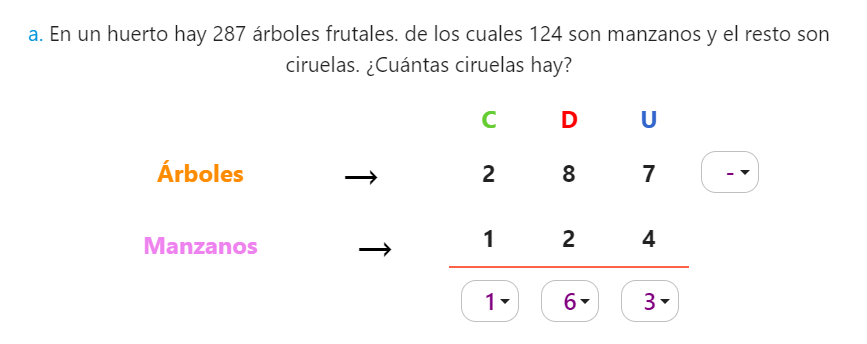 a. En un huerto hay 287 árboles frutales. de los cuales 124 son manzanos y el resto son
ciruelas. ¿Cuántas ciruelas hay?
C D U
Árboles → 2 8 7 -
Manzanos → 1 2 4
1 6 3